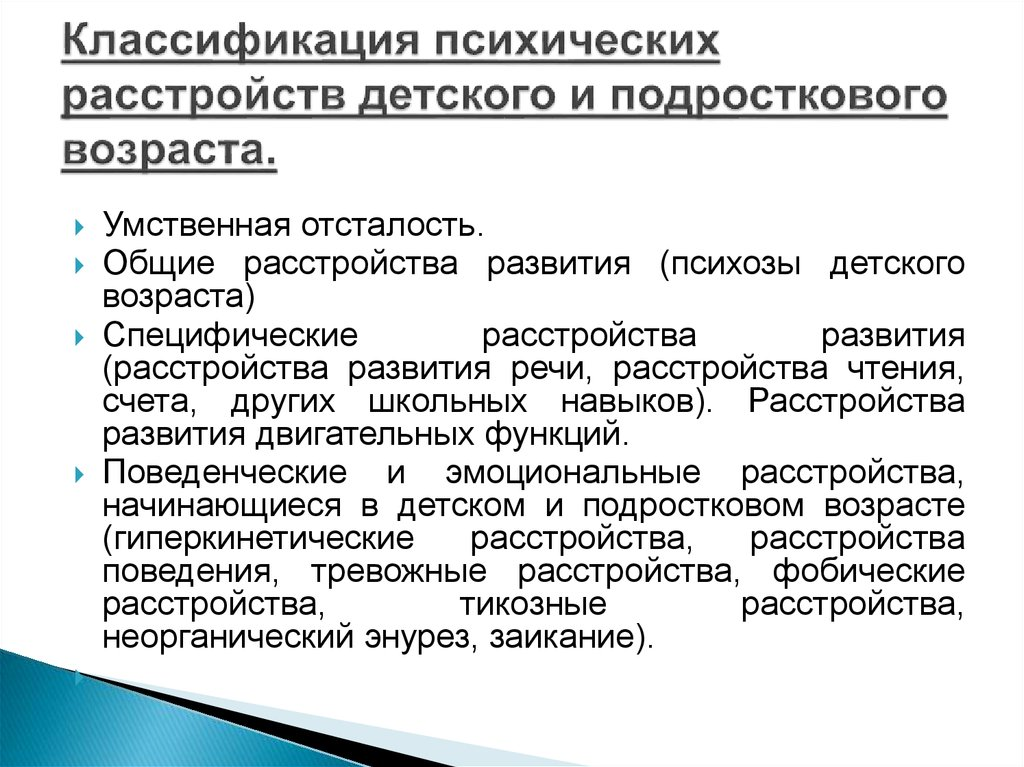 Классификация психических
расстройств детского и подросткового
возраста.
Умственная отсталость.
Общие расстройства развития (психозы детского
возраста)
Специфические расстройства развития
(расстройства развития речи, расстройства чтения,
счета, других школьных навыков). Расстройства
развития двигательных функций.
Поведенческие и эмоциональные расстройства,
начинающиеся в детском и подростковом возрасте
(гиперкинетические расстройства, расстройства
поведения, тревожные расстройства, фобические
расстройства, тикозные расстройства,
неорганический энурез, заикание).